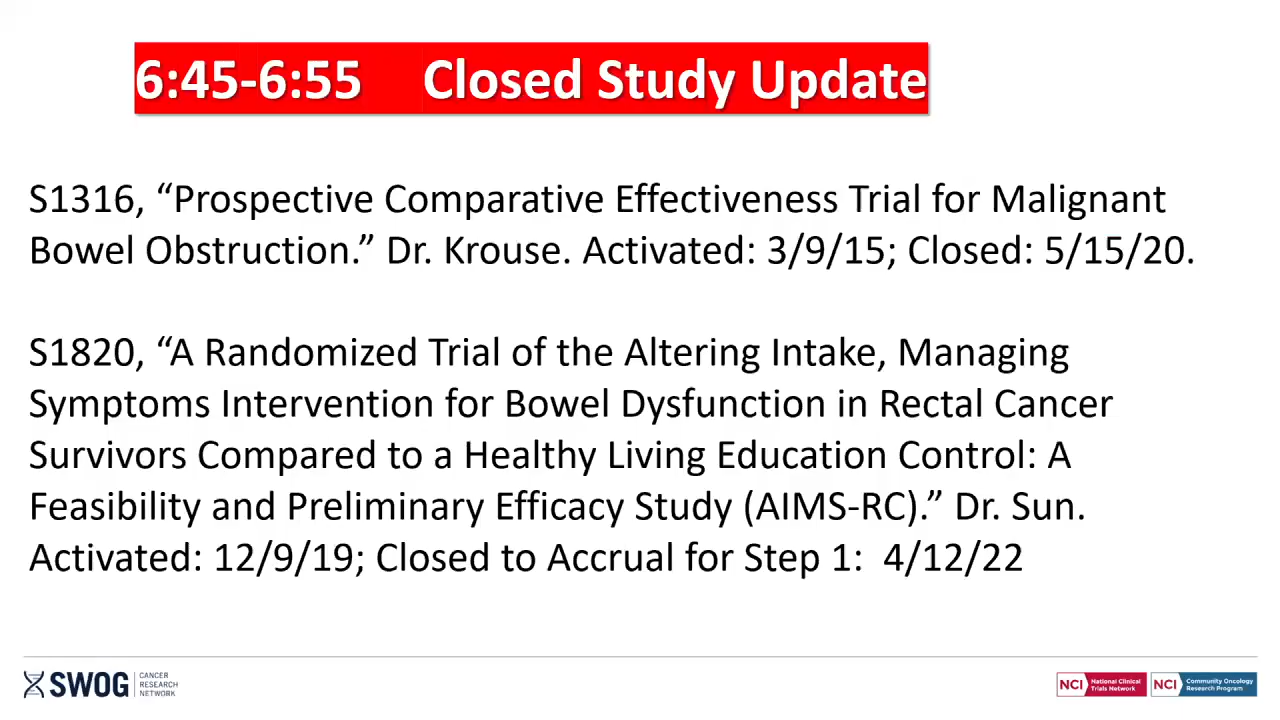 6:45-6:55 Closed Study Update
S1316, “Prospective Comparative Effectiveness Trial for Malignant
Bowel Obstruction.” Dr. Krouse. Activated: 3/9/15; Closed: 5/15/20.
S1820, “A Randomized Trial of the Altering Intake, Managing
Symptoms Intervention for Bowel Dysfunction in Rectal Cancer
Survivors Compared to a Healthy Living Education Control: A
Feasibility and Preliminary Efficacy Study (AIMS-RC).” Dr. Sun.
Activated: 12/9/19; Closed to Accrual for Step 1: 4/12/22
SWOG
CANCER
RESEARCH
NETWORK
NCI
National Clinical
Trials Network
NCI
Community Oncology
Research Program